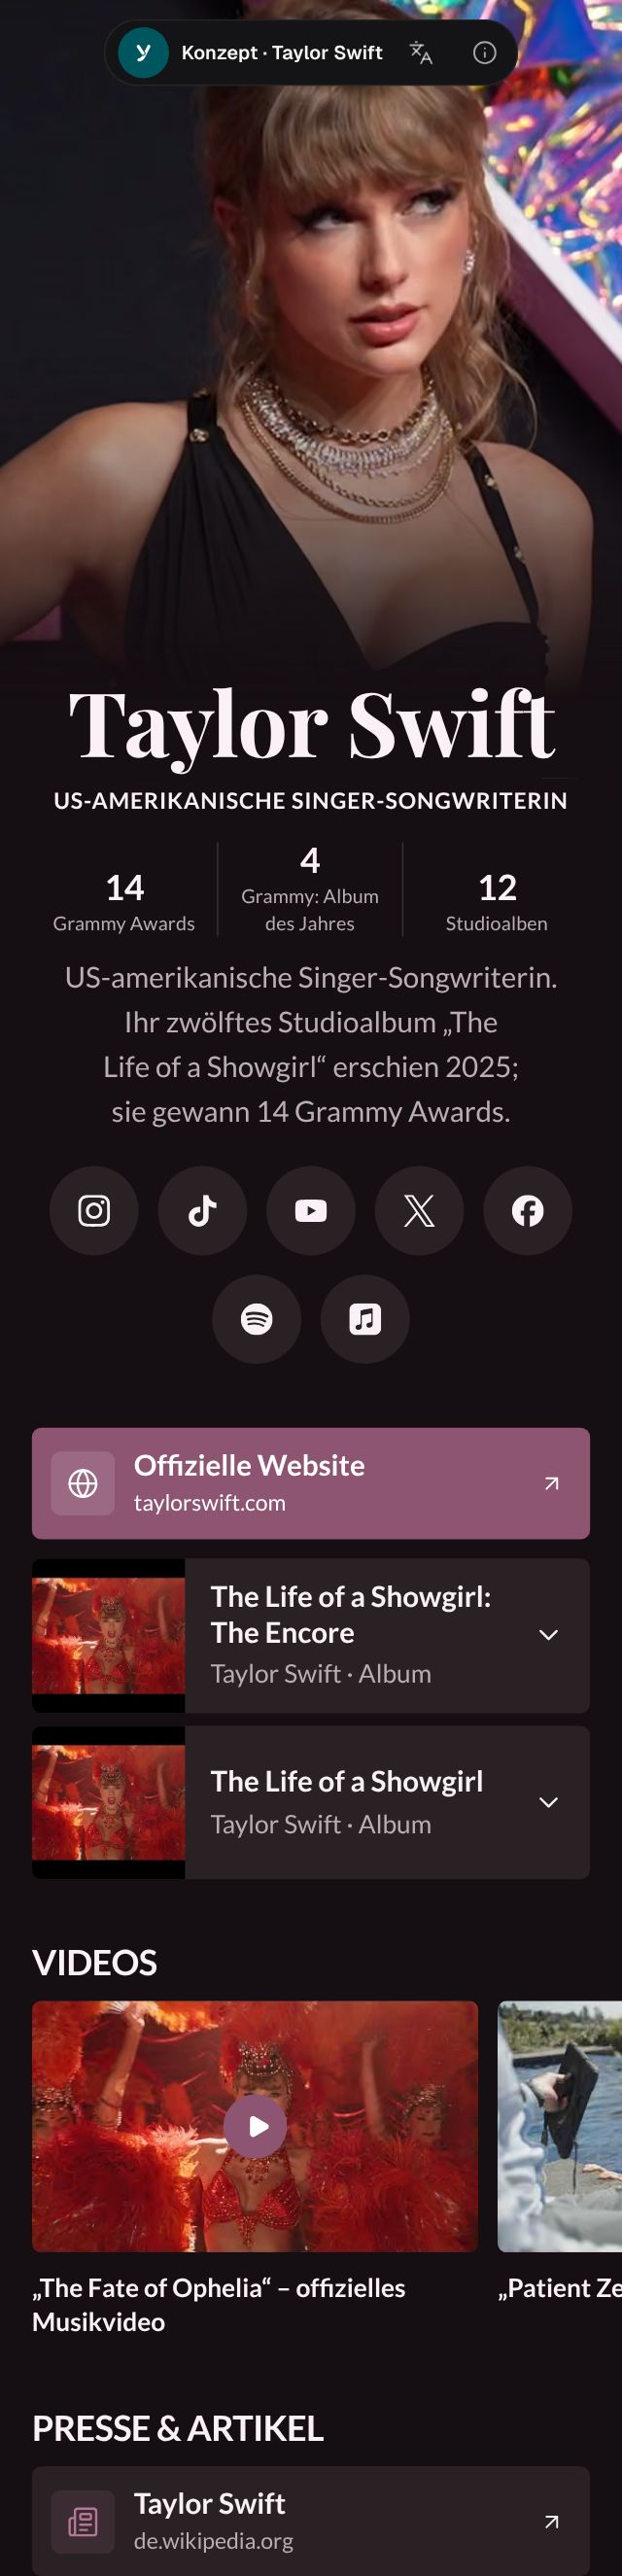 Konzept · Taylor Swift
Taylor Swift
US-AMERIKANISCHE SINGER-SONGWRITERIN
14
Grammy Awards
4
Grammy: Album
des Jahres
12
Studioalben
US-amerikanische Singer-Songwriterin.
Ihr zwölftes Studioalbum „The
Life of a Showgirl“ erschien 2025;
sie gewann 14 Grammy Awards.
Offizielle Website
taylorswift.com
The Life of a Showgirl:
The Encore
Taylor Swift · Album
The Life of a Showgirl
Taylor Swift · Album
VIDEOS
„The Fate of Ophelia“ – offizielles
Musikvideo
„Patient Ze
PRESSE & ARTIKEL
Taylor Swift
de.wikipedia.org